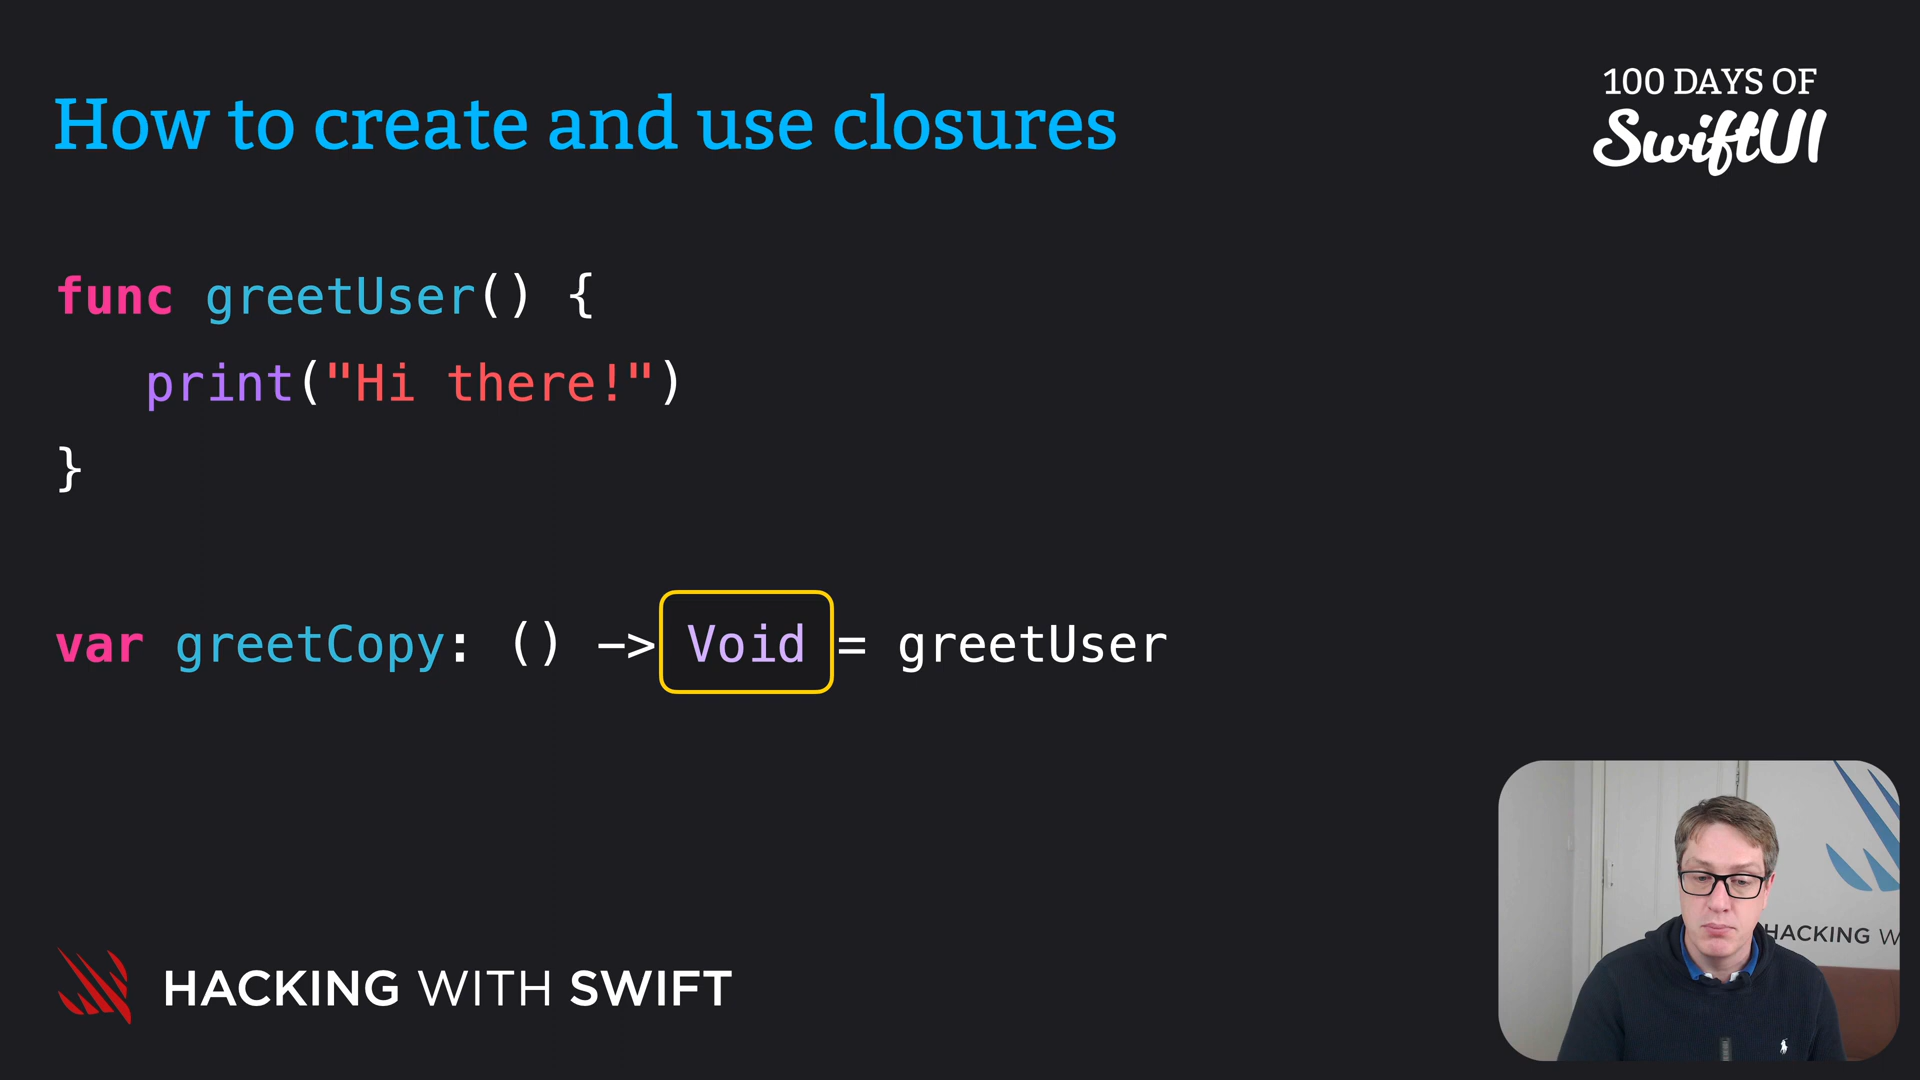 How to create and use closures
100 DAYS OF
SwiftUI
func greetUser() {
print("Hi there!")
}
var greetCopy: () -> Void = greetUser
HACKING W
HACKING WITH SWIFT